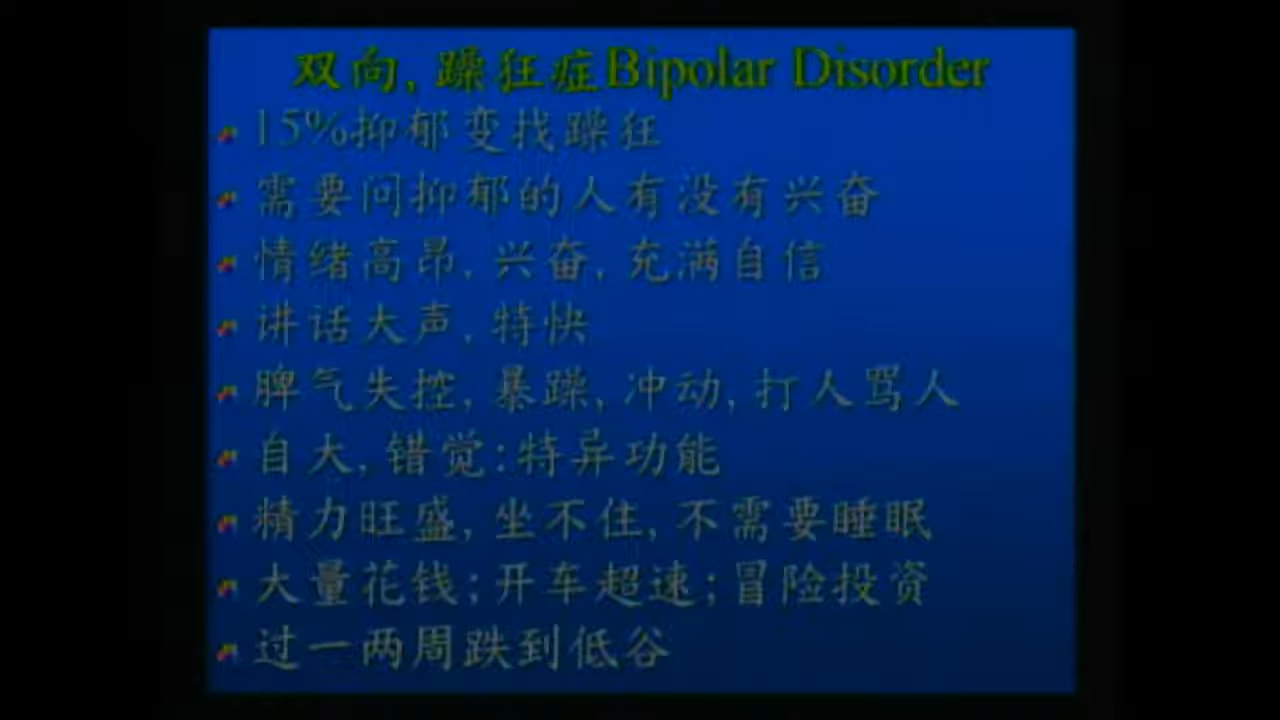 双向,躁狂症Bipolar Disorder
15%抑郁变找躁狂
需要问抑郁的人有没有兴奋
情绪高昂,兴奋,充满自信
讲话大声,特快
脾气失控,暴躁,冲动,打人骂人
自大,错觉:特异功能
精力旺盛,坐不住,不需要睡眠
大量花钱;开车超速;冒险投资
过一两周跌到低谷